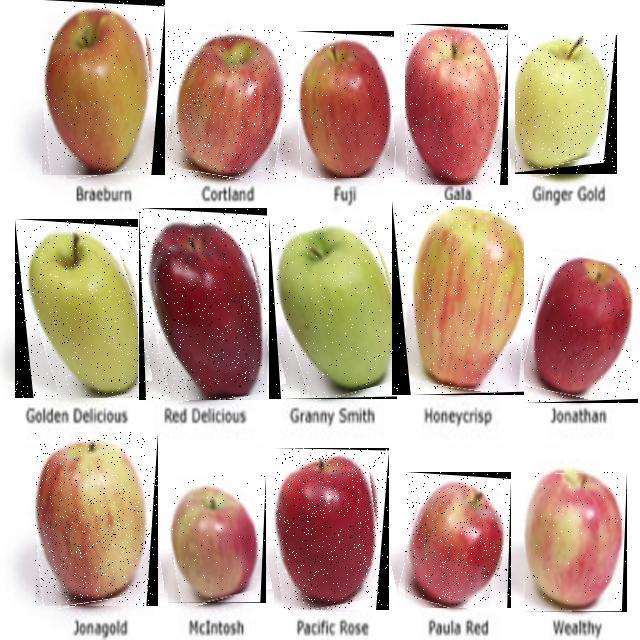 Braeburn Cortland Fuji Gala Ginger Gold
Golden Delicious Red Delicious Granny Smith Honeycrisp Jonathan
Jonagold McIntosh Pacific Rose Paula Red Wealthy